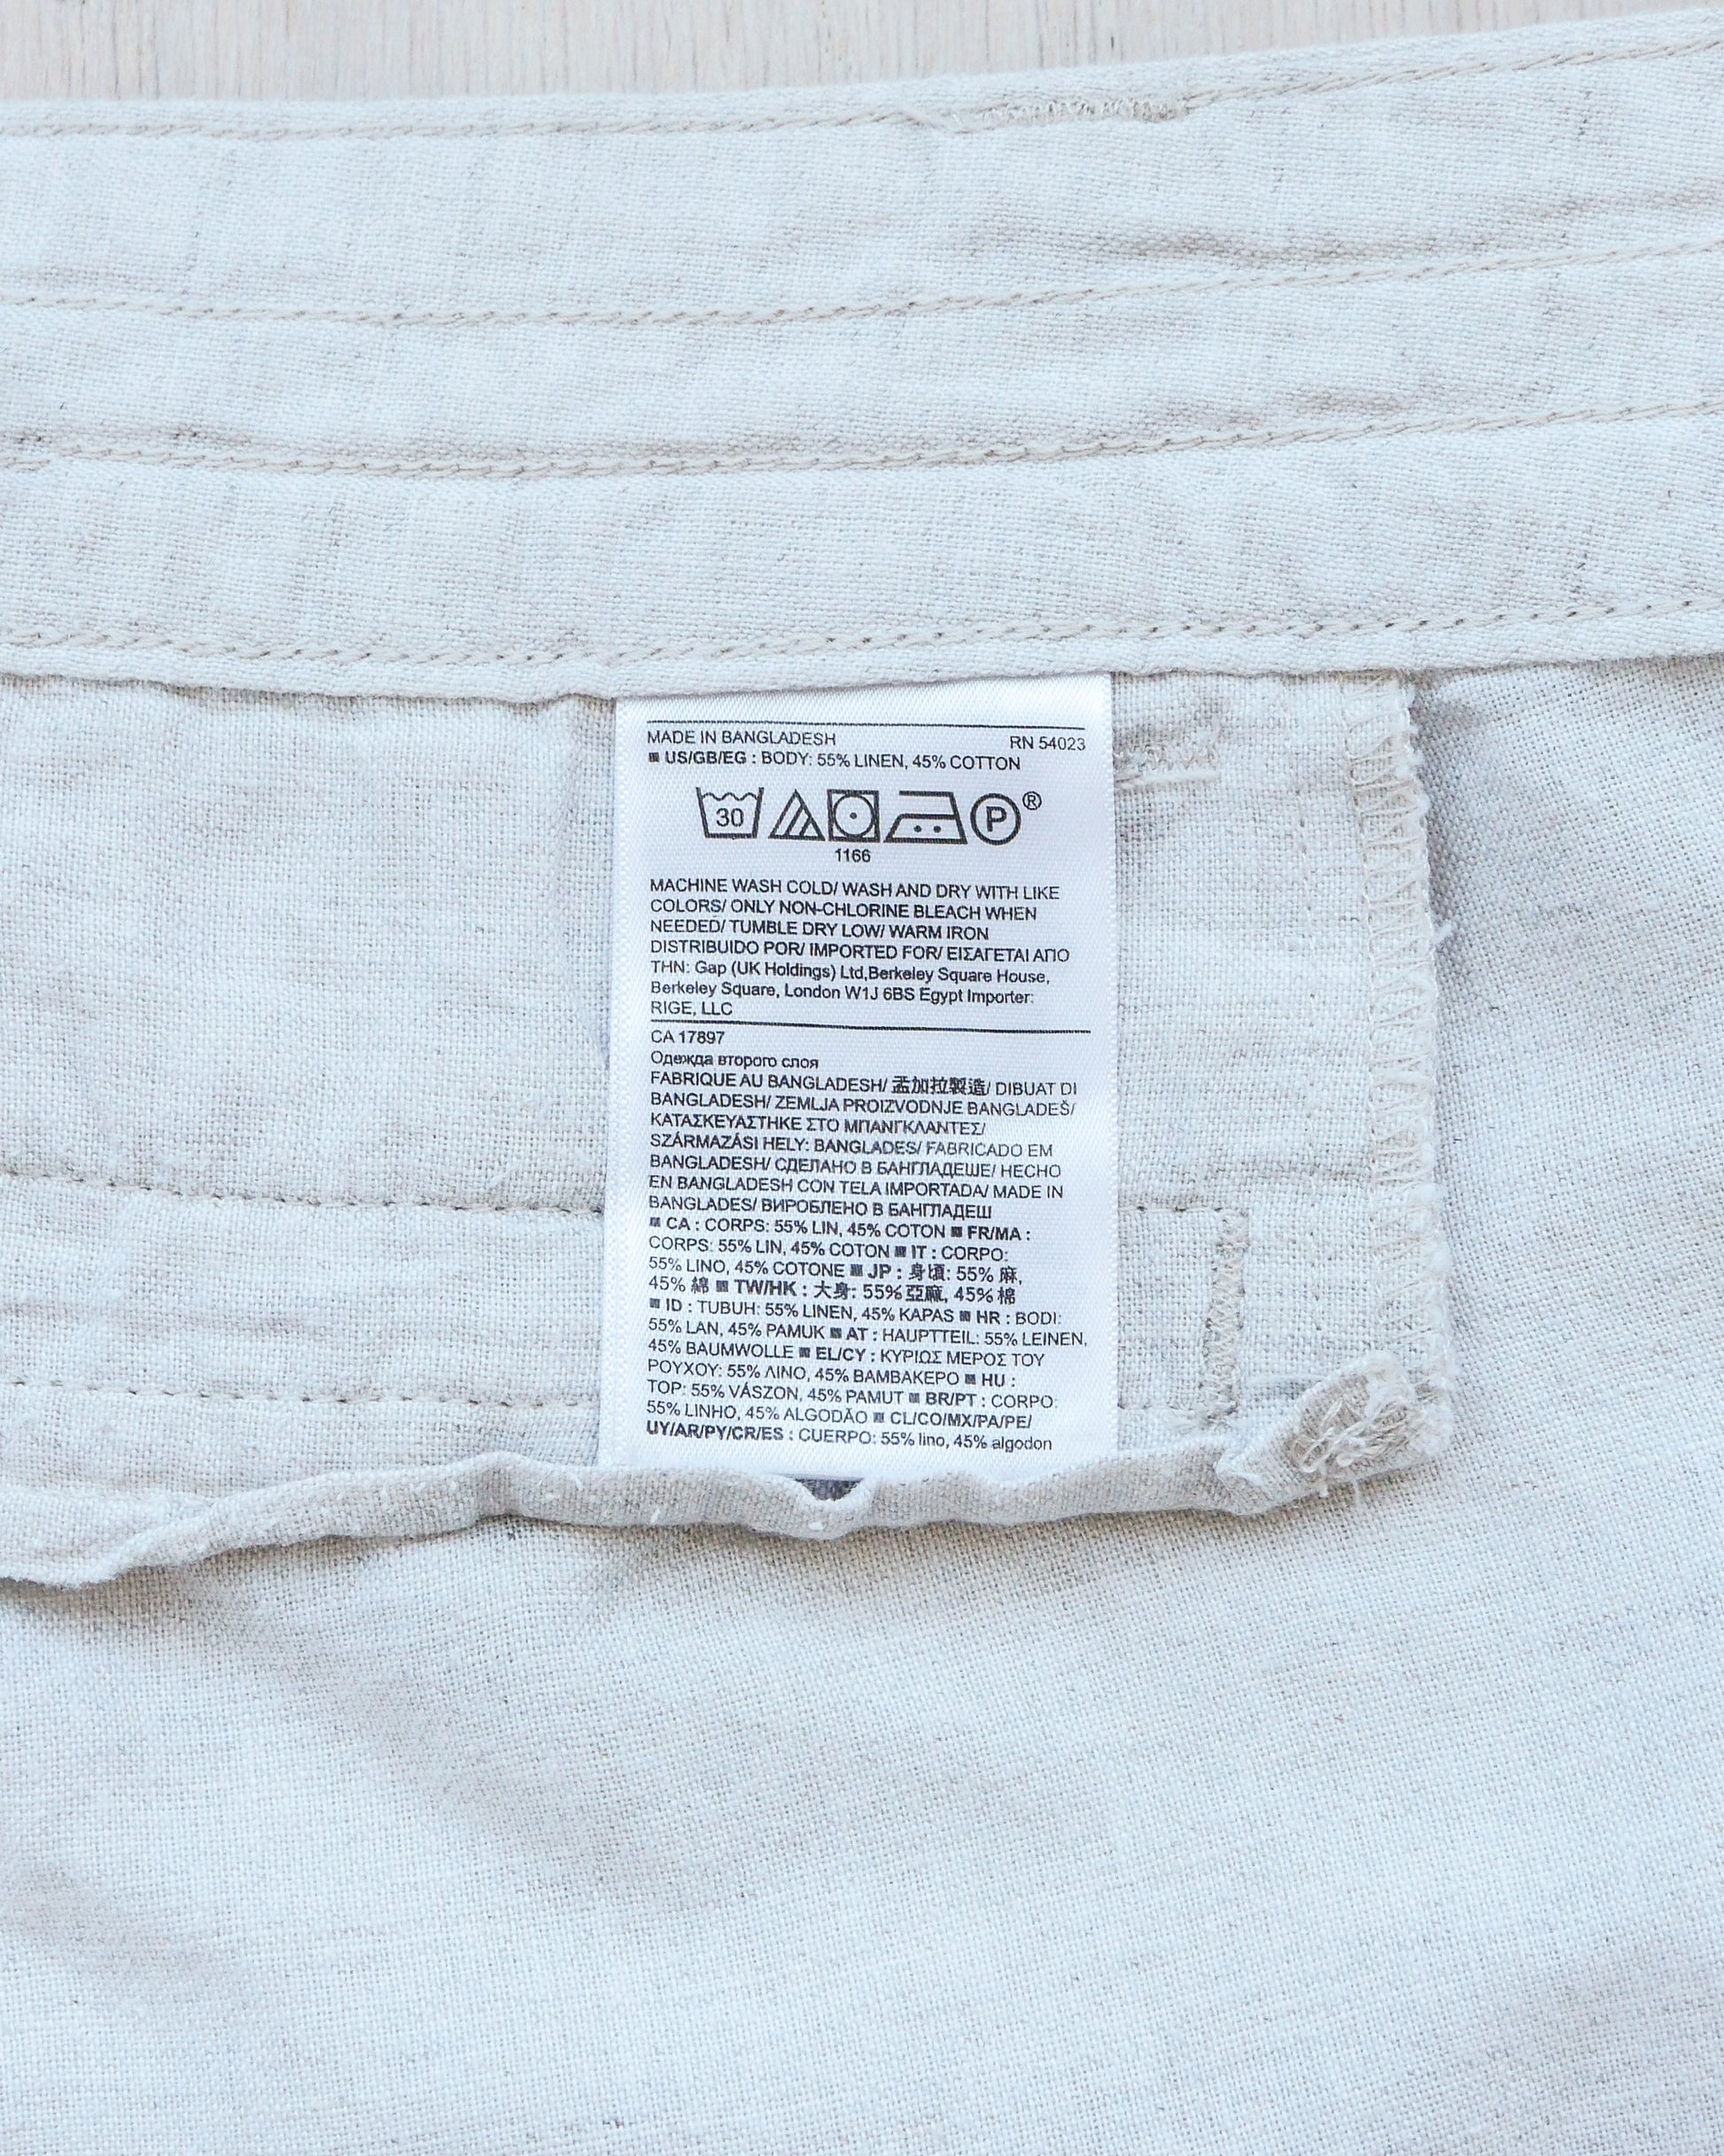 MADE IN BANGLADESH RN 54023
■ US/GB/EG : BODY: 55% LINEN, 45% COTTON
30 P ®
1166
MACHINE WASH COLD/ WASH AND DRY WITH LIKE
COLORS/ ONLY NON-CHLORINE BLEACH WHEN
NEEDED/ TUMBLE DRY LOW/ WARM IRON
DISTRIBUIDO POR/ IMPORTED FOR/ ΕΙΣΑΓΕΤΑΙ ΑΠΟ
ΤΗΝ: Gap (UK Holdings) Ltd,Berkeley Square House,
Berkeley Square, London W1J 6BS Egypt Importer:
RIGE, LLC
CA 17897
Одежда второго слоя
FABRIQUE AU BANGLADESH/ 孟加拉製造/ DIBUAT DI
BANGLADESH/ ZEMLJA PROIZVODNJE BANGLADEŠ/
ΚΑΤΑΣΚΕΥΑΣΤΗΚΕ ΣΤΟ ΜΠΑΝΓΚΛΑΝΤΕΣ/
SZÁRMAZÁSI HELY: BANGLADES/ FABRICADO EM
BANGLADESH/ СДЕЛАНО В БАНГЛАДЕШЕ/ HECHO
EN BANGLADESH CON TELA IMPORTADA/ MADE IN
BANGLADES/ ВИРОБЛЕНО В БАНГЛАДЕШ
■ CA : CORPS: 55% LIN, 45% COTON ■ FR/MA :
CORPS: 55% LIN, 45% COTON ■ IT : CORPO:
55% LINO, 45% COTONE ■ JP : 身頃: 55% 麻,
45% 綿 ■ TW/HK : 大身: 55% 亞麻, 45% 棉
■ ID : TUBUH: 55% LINEN, 45% KAPAS ■ HR : BODI:
55% LAN, 45% PAMUK ■ AT : HAUPTTEIL: 55% LEINEN,
45% BAUMWOLLE ■ EL/CY : ΚΥΡΙΩΣ ΜΕΡΟΣ ΤΟΥ
ΡΟΥΧΟΥ: 55% ΛΙΝΟ, 45% ΒΑΜΒΑΚΕΡΟ ■ HU :
TOP: 55% VÁSZON, 45% PAMUT ■ BR/PT : CORPO:
55% LINHO, 45% ALGODÃO ■ CL/CO/MX/PA/PE/
UY/AR/PY/CR/ES : CUERPO: 55% lino, 45% algodon